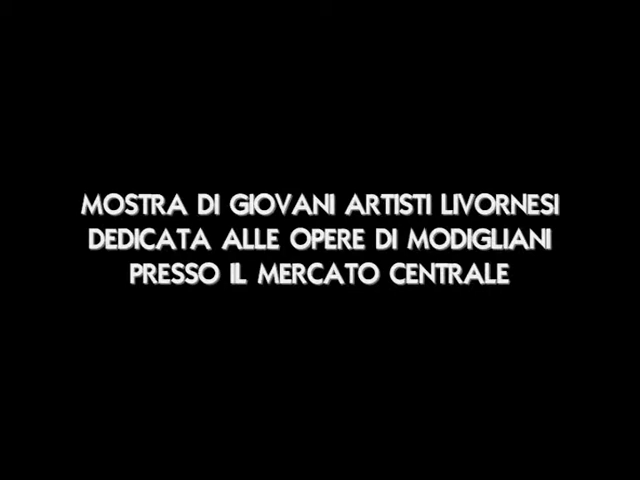 MOSTRA DI GIOVANI ARTISTI LIVORNESI
DEDICATA ALLE OPERE DI MODIGLIANI
PRESSO IL MERCATO CENTRALE